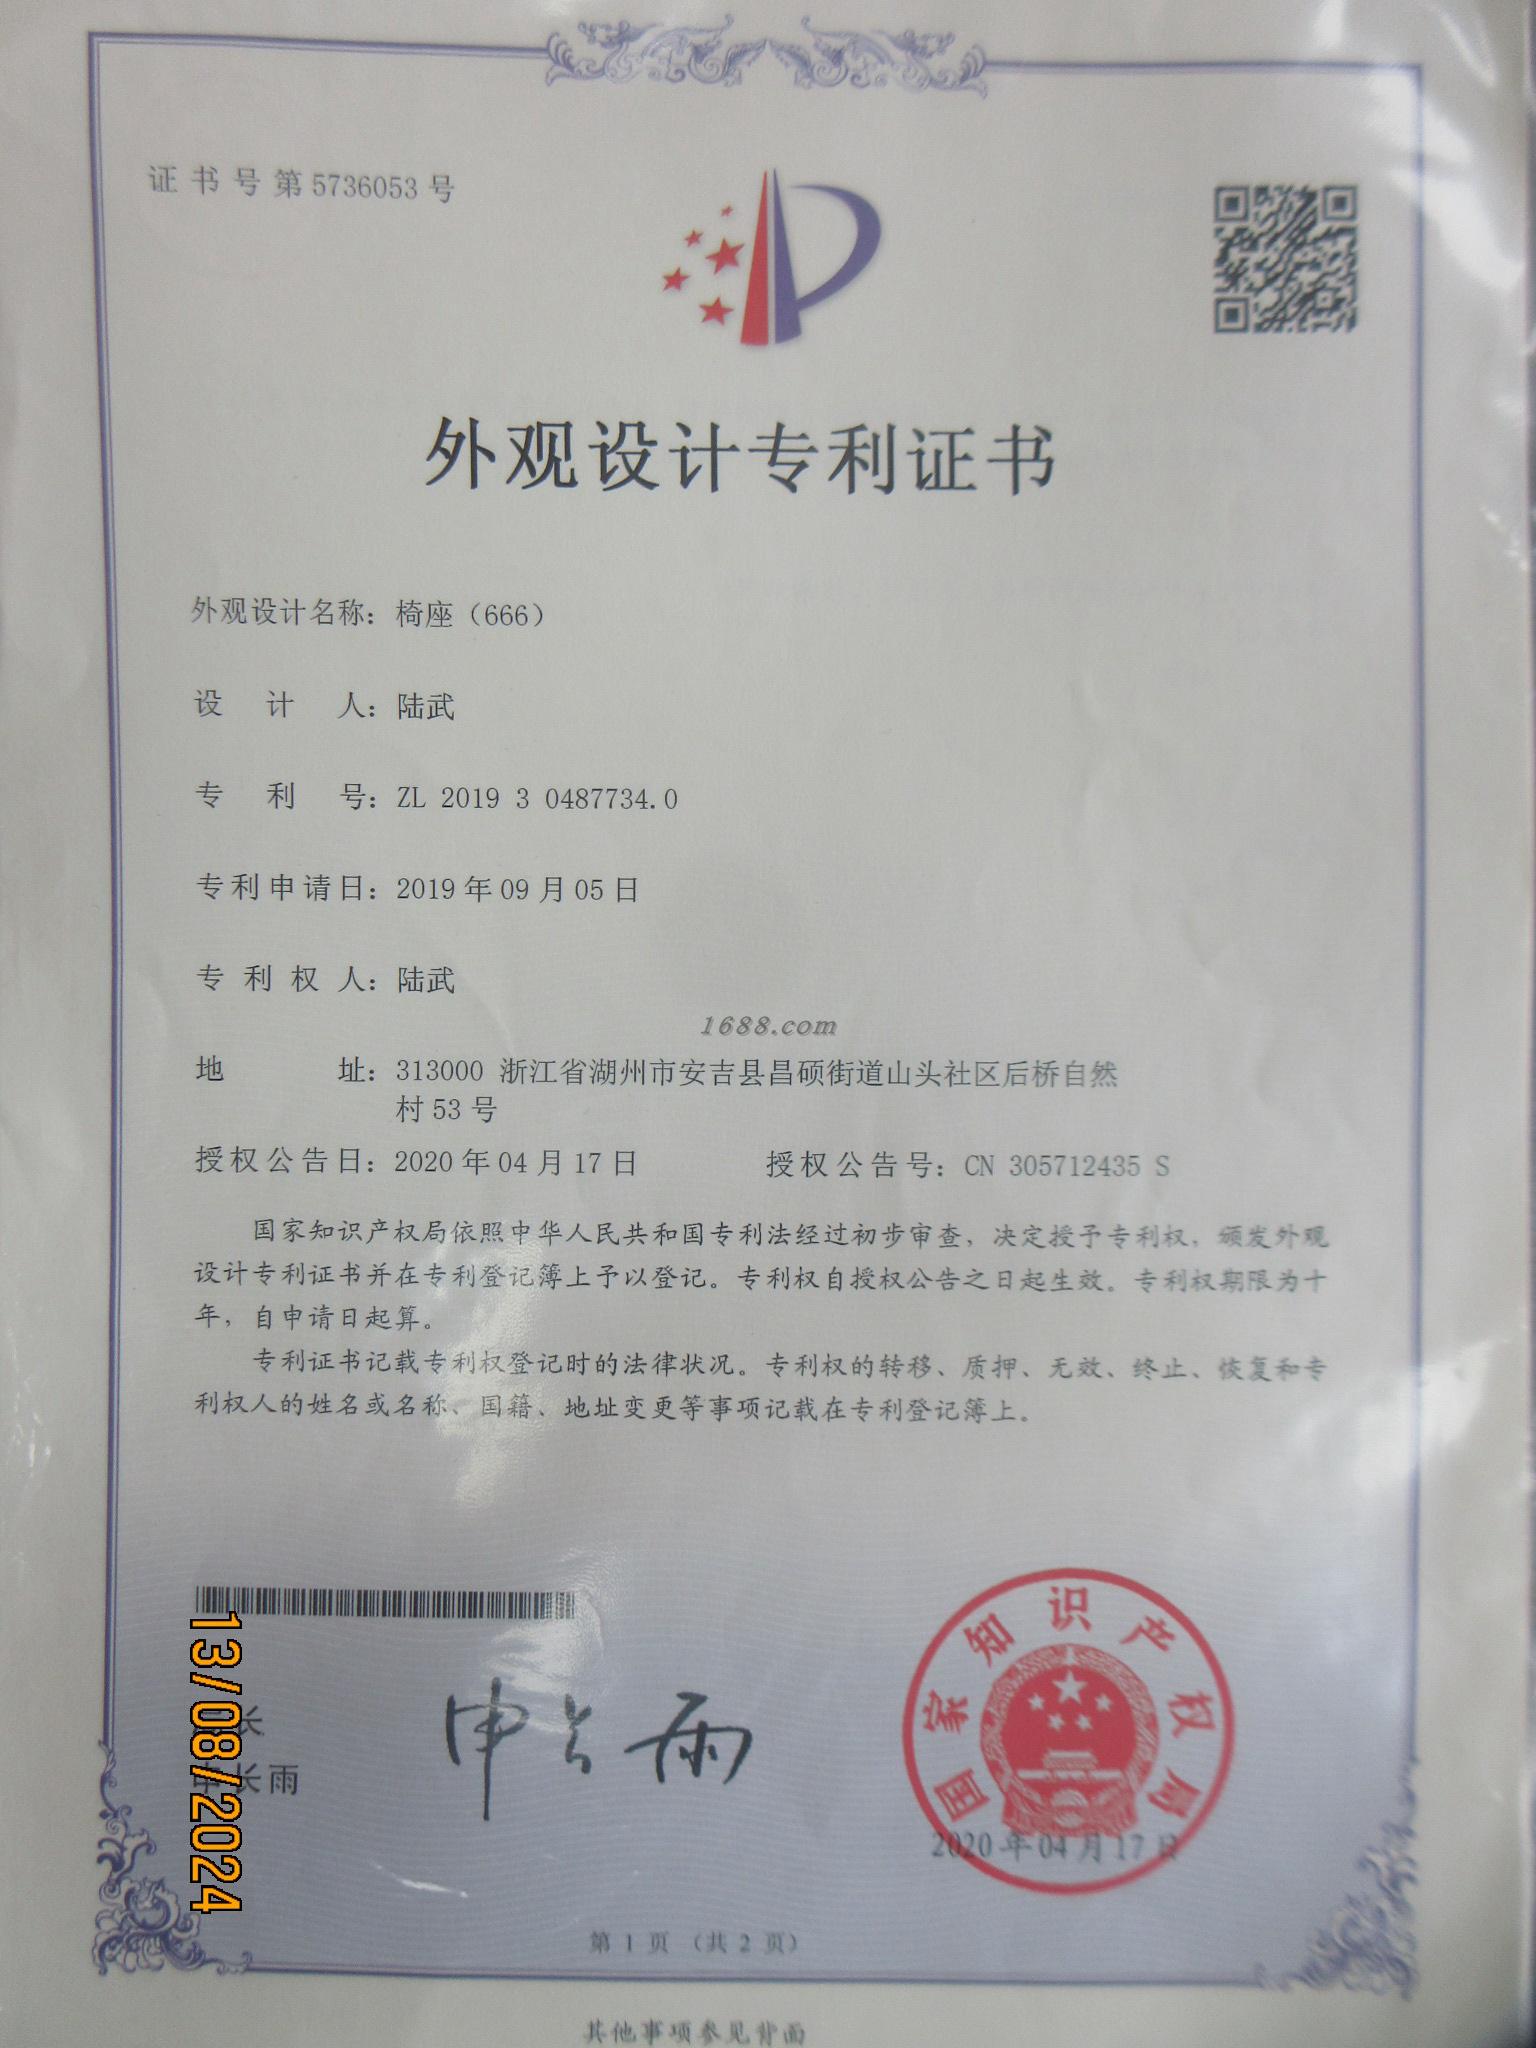 证书号第5736053号
外观设计专利证书
外观设计名称：椅座（666）
设计人：陆武
专利号：ZL 2019 3 0487734.0
专利申请日：2019年09月05日
专利权人：陆武
1688.com
地址：313000 浙江省湖州市安吉县昌硕街道山头社区后桥自然
村53号
授权公告日：2020年04月17日 授权公告号：CN 305712435 S
国家知识产权局依照中华人民共和国专利法经过初步审查，决定授予专利权，颁发外观
设计专利证书并在专利登记簿上予以登记。专利权自授权公告之日起生效。专利权期限为十
年，自申请日起算。
专利证书记载专利权登记时的法律状况。专利权的转移、质押、无效、终止、恢复和专
利权人的姓名或名称、国籍、地址变更等事项记载在专利登记簿上。
13/08/2024
局长
申长雨
申长雨
国家知识产权局
2020年04月17日
第 1 页 （共 2 页）
其他事项参见背面